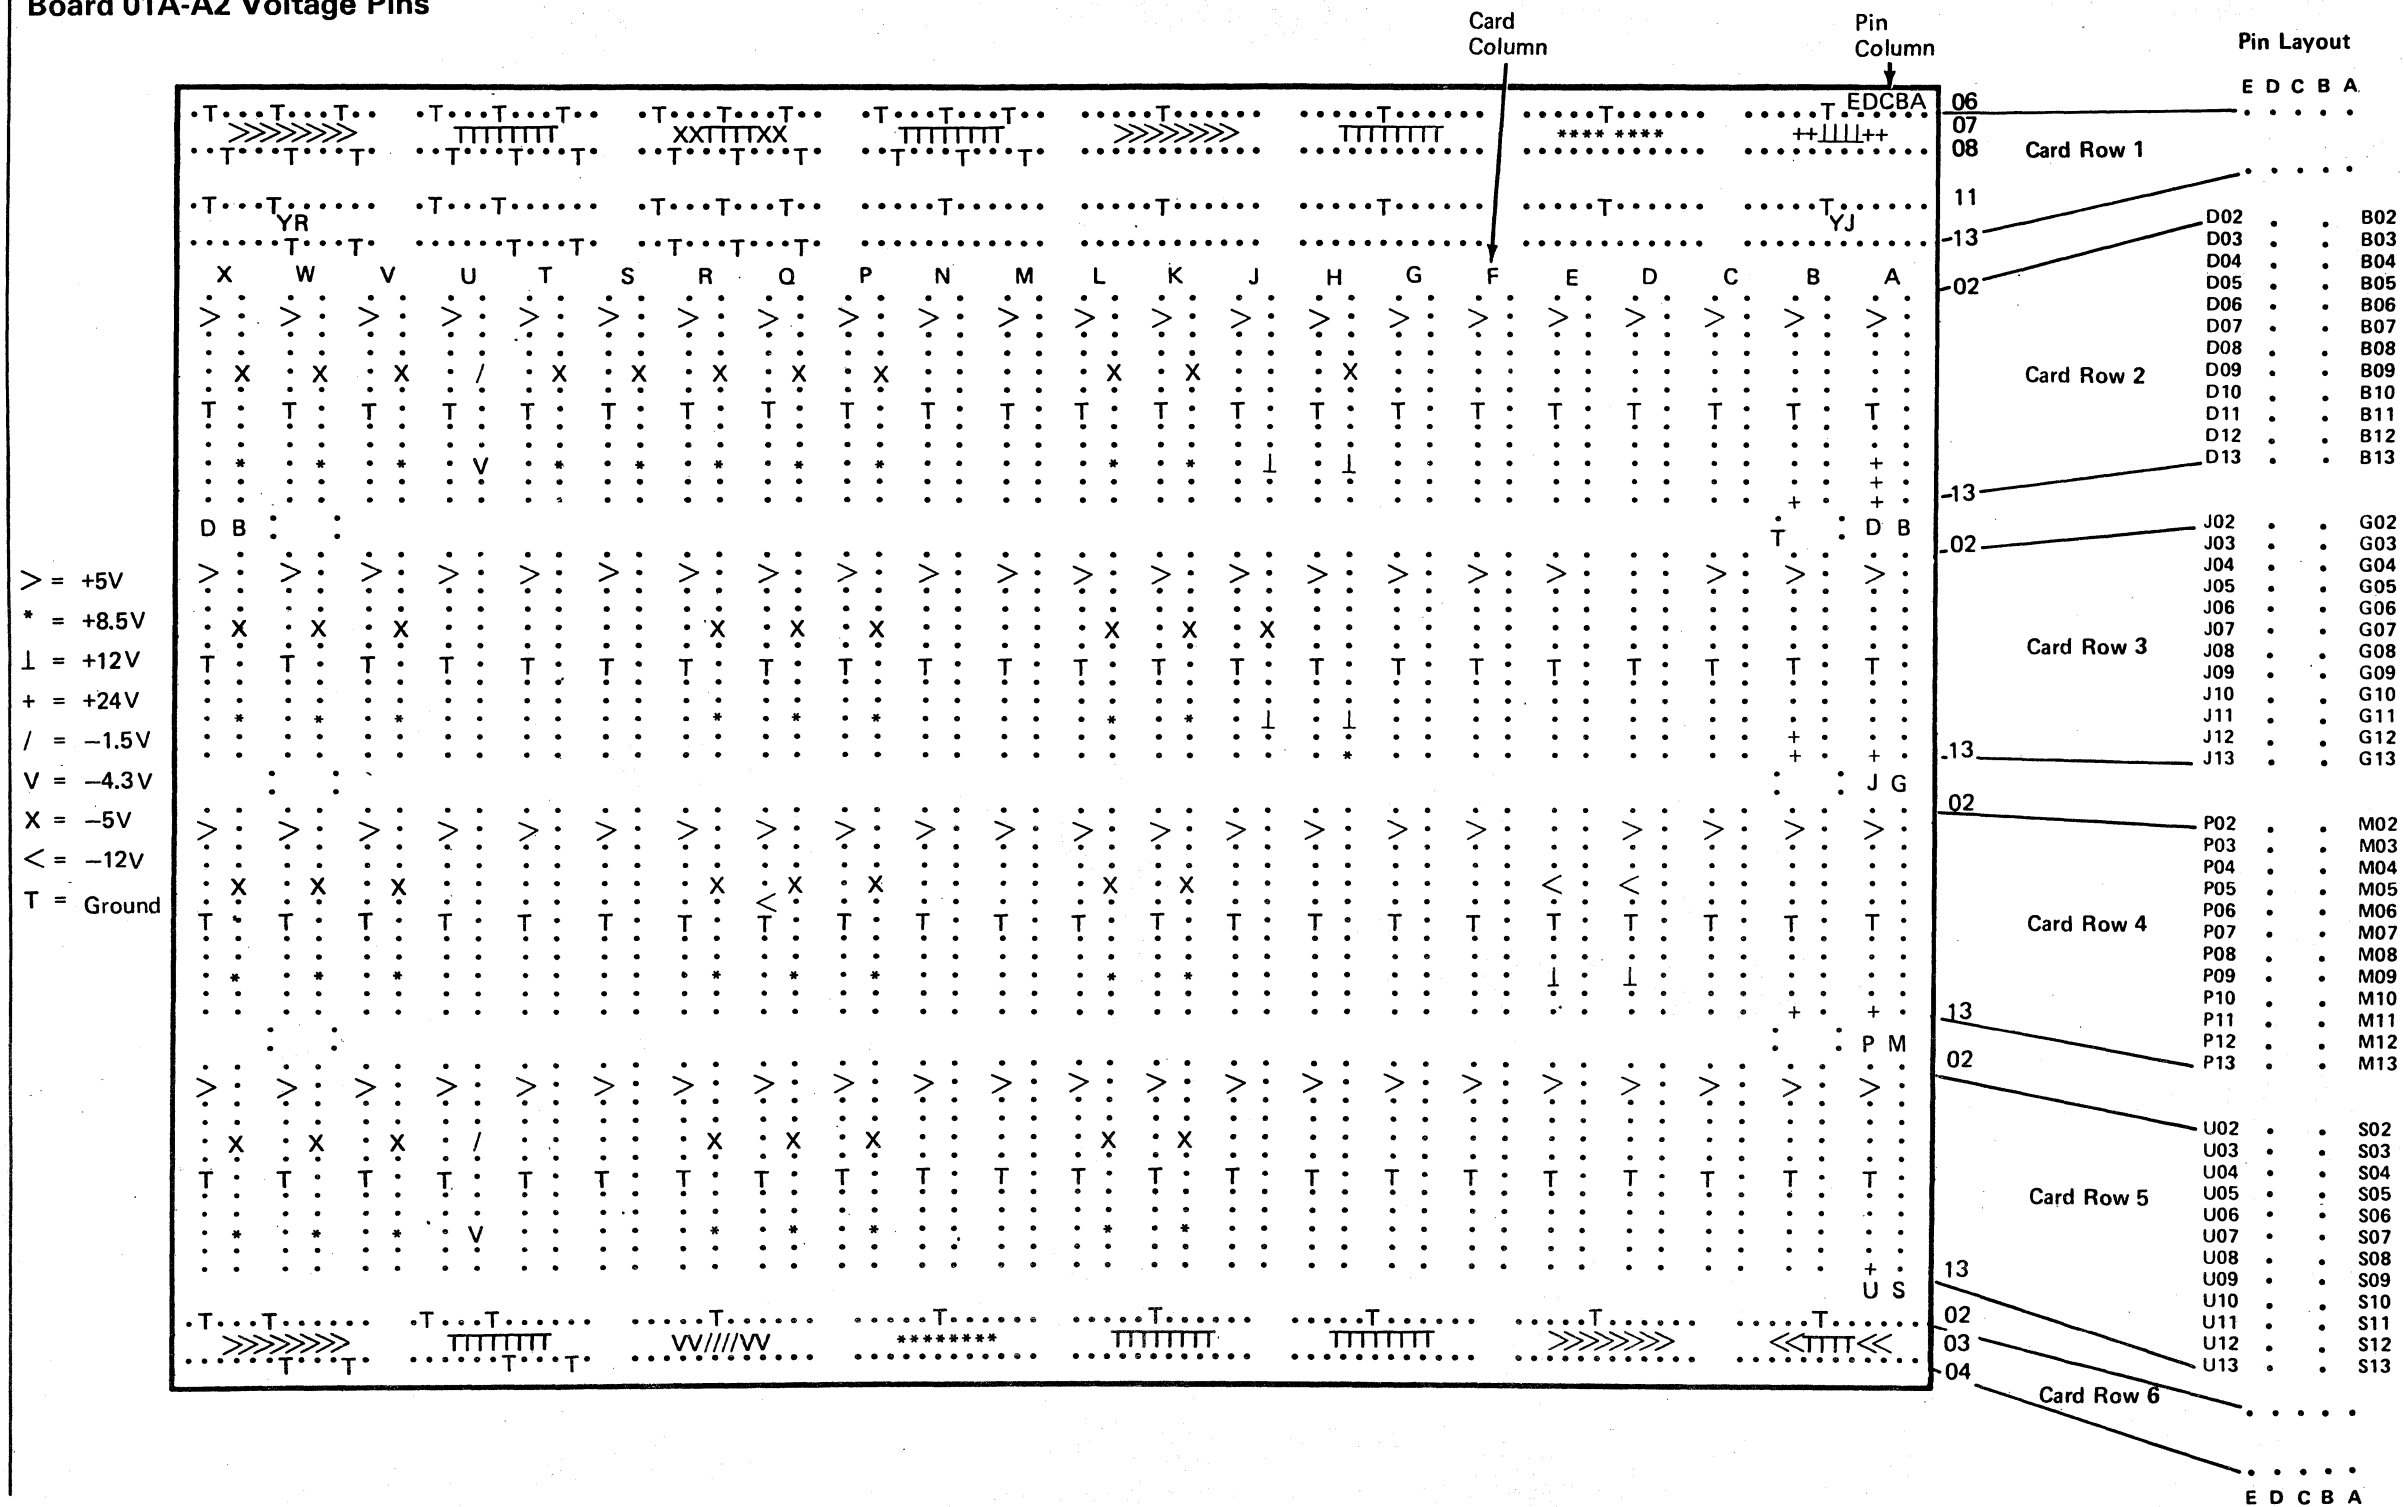 Board 01A-A2 Voltage Pins
Card Column
Pin Column
Pin Layout
E D C B A
EDCBA
06
07
08
11
13
Card Row 1
XXTTTTXX
**** ****
++⊥⊥⊥⊥++
YR
YJ
X W V U T S R Q P N M L K J H G F E D C B A
02
13
Card Row 2
D02 B02
D03 B03
D04 B04
D05 B05
D06 B06
D07 B07
D08 B08
D09 B09
D10 B10
D11 B11
D12 B12
D13 B13
D B
D B
02
13
Card Row 3
J02 G02
J03 G03
J04 G04
J05 G05
J06 G06
J07 G07
J08 G08
J09 G09
J10 G10
J11 G11
J12 G12
J13 G13
J G
> = +5V
* = +8.5V
⊥ = +12V
+ = +24V
/ = −1.5V
V = −4.3V
X = −5V
< = −12V
T = Ground
02
13
Card Row 4
P02 M02
P03 M03
P04 M04
P05 M05
P06 M06
P07 M07
P08 M08
P09 M09
P10 M10
P11 M11
P12 M12
P13 M13
P M
02
13
Card Row 5
U02 S02
U03 S03
U04 S04
U05 S05
U06 S06
U07 S07
U08 S08
U09 S09
U10 S10
U11 S11
U12 S12
U13 S13
U S
02
03
04
VV////VV
********
<<TTTT<<
Card Row 6
E D C B A